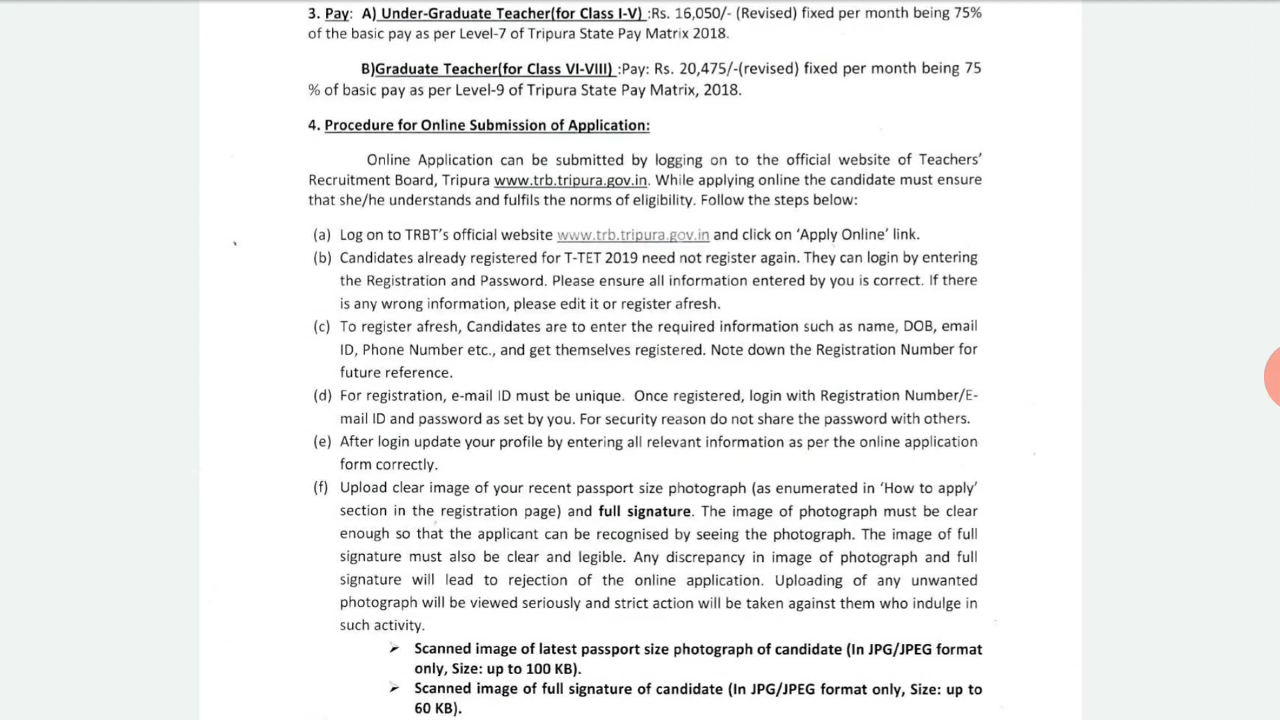 3. Pay: A) Under-Graduate Teacher(for Class I-V) :Rs. 16,050/- (Revised) fixed per month being 75%
of the basic pay as per Level-7 of Tripura State Pay Matrix 2018.
B)Graduate Teacher(for Class VI-VIII) :Pay: Rs. 20,475/-(revised) fixed per month being 75
% of basic pay as per Level-9 of Tripura State Pay Matrix, 2018.
4. Procedure for Online Submission of Application:
Online Application can be submitted by logging on to the official website of Teachers'
Recruitment Board, Tripura www.trb.tripura.gov.in. While applying online the candidate must ensure
that she/he understands and fulfils the norms of eligibility. Follow the steps below:
(a) Log on to TRBT's official website www.trb.tripura.gov.in and click on 'Apply Online' link.
(b) Candidates already registered for T-TET 2019 need not register again. They can login by entering
the Registration and Password. Please ensure all information entered by you is correct. If there
is any wrong information, please edit it or register afresh.
(c) To register afresh, Candidates are to enter the required information such as name, DOB, email
ID, Phone Number etc., and get themselves registered. Note down the Registration Number for
future reference.
(d) For registration, e-mail ID must be unique. Once registered, login with Registration Number/E-
mail ID and password as set by you. For security reason do not share the password with others.
(e) After login update your profile by entering all relevant information as per the online application
form correctly.
(f) Upload clear image of your recent passport size photograph (as enumerated in 'How to apply'
section in the registration page) and full signature. The image of photograph must be clear
enough so that the applicant can be recognised by seeing the photograph. The image of full
signature must also be clear and legible. Any discrepancy in image of photograph and full
signature will lead to rejection of the online application. Uploading of any unwanted
photograph will be viewed seriously and strict action will be taken against them who indulge in
such activity.
➢ Scanned image of latest passport size photograph of candidate (In JPG/JPEG format
only, Size: up to 100 KB).
➢ Scanned image of full signature of candidate (In JPG/JPEG format only, Size: up to
60 KB).